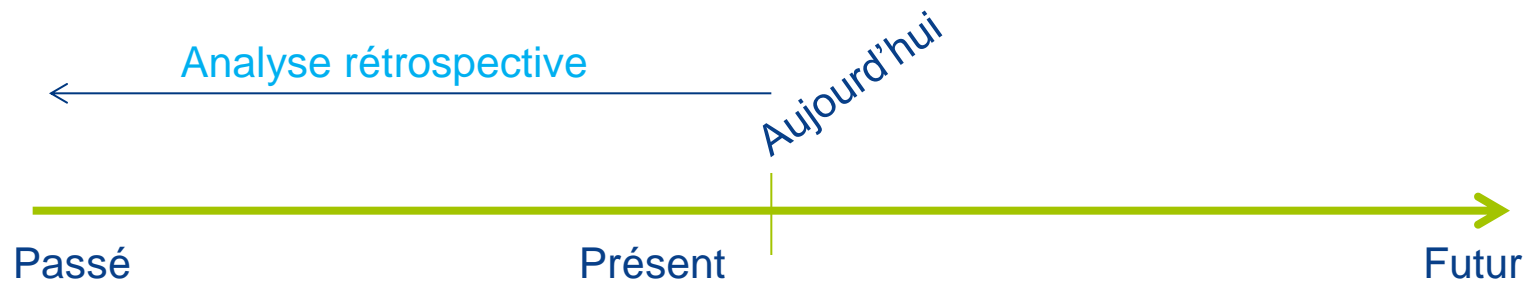 Analyse rétrospective
Aujourd’hui
Passé
Présent
Futur